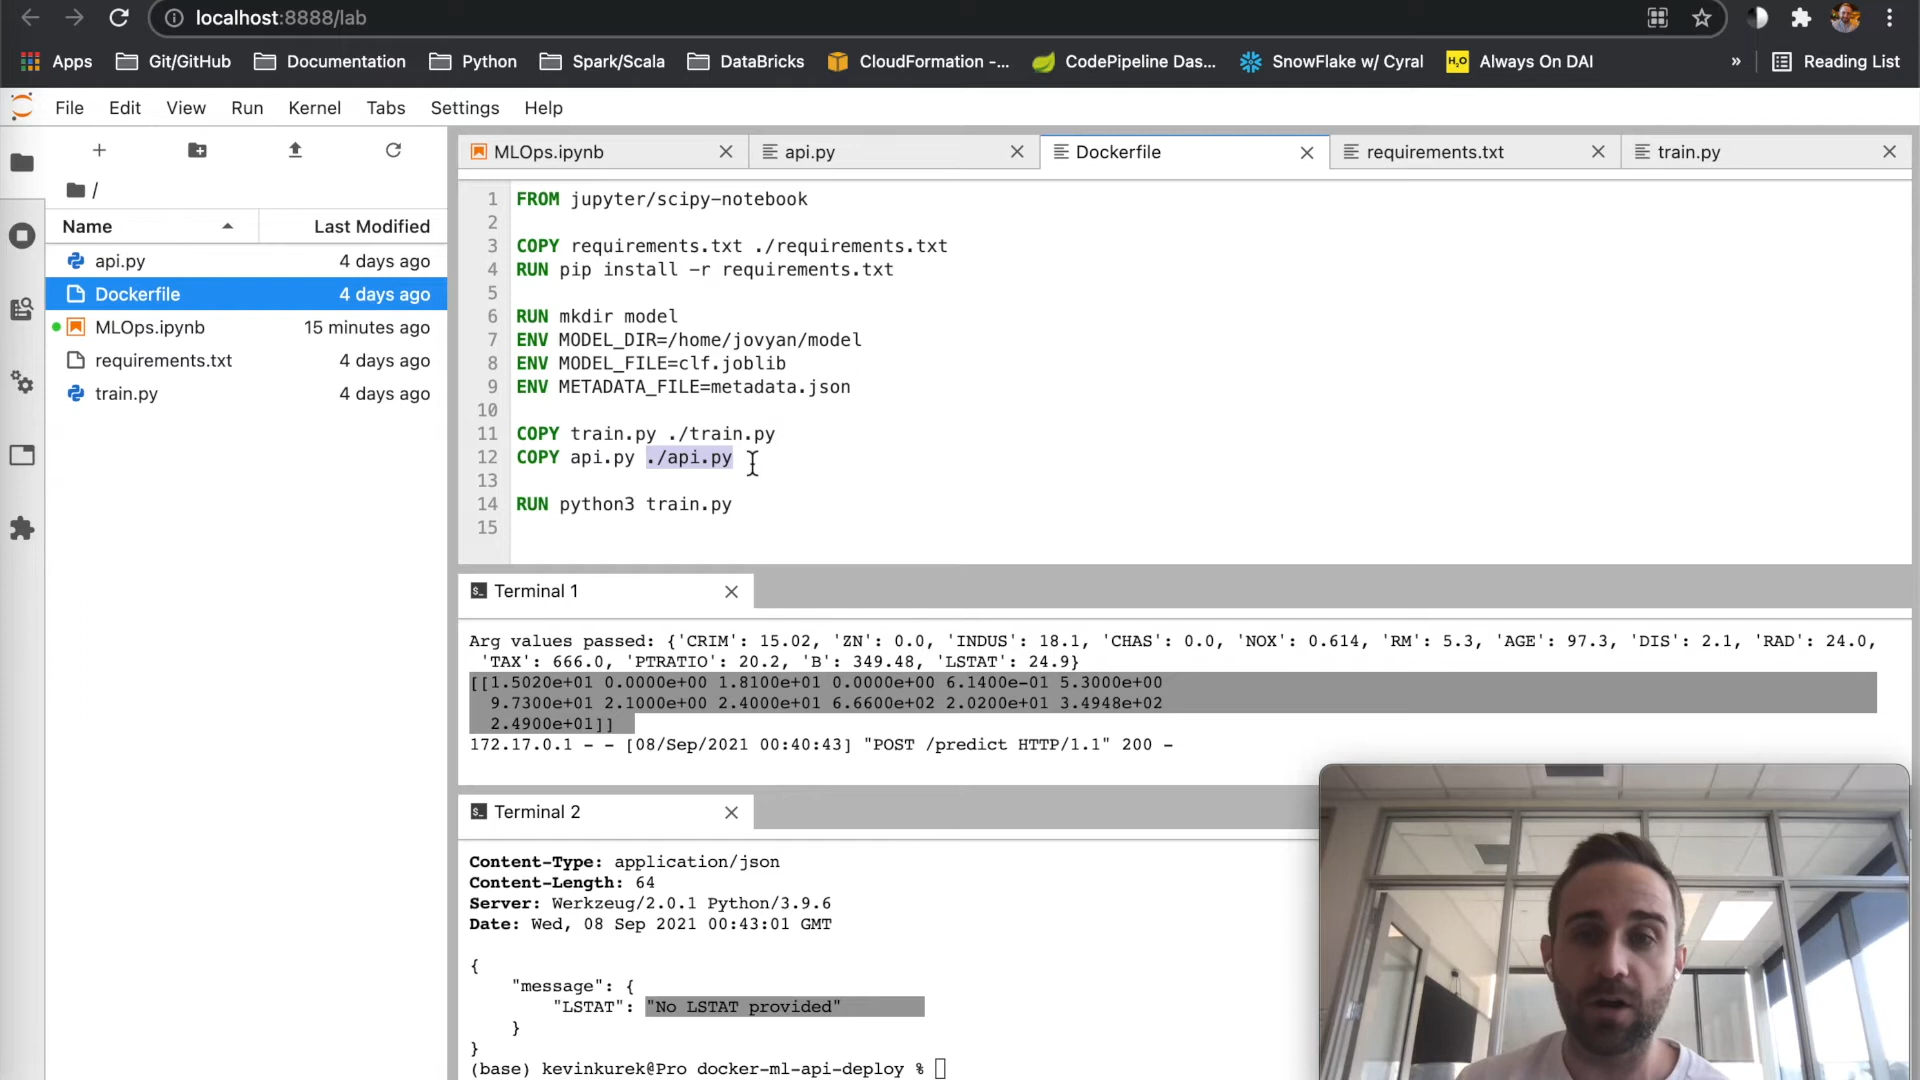 localhost:8888/lab
Apps Git/GitHub Documentation Python Spark/Scala DataBricks CloudFormation -... CodePipeline Das... SnowFlake w/ Cyral H₂O Always On DAI » Reading List
File Edit View Run Kernel Tabs Settings Help
MLOps.ipynb api.py Dockerfile requirements.txt train.py
/
Name Last Modified
api.py 4 days ago
Dockerfile 4 days ago
MLOps.ipynb 15 minutes ago
requirements.txt 4 days ago
train.py 4 days ago
1 FROM jupyter/scipy-notebook
2
3 COPY requirements.txt ./requirements.txt
4 RUN pip install -r requirements.txt
5
6 RUN mkdir model
7 ENV MODEL_DIR=/home/jovyan/model
8 ENV MODEL_FILE=clf.joblib
9 ENV METADATA_FILE=metadata.json
10
11 COPY train.py ./train.py
12 COPY api.py ./api.py
13
14 RUN python3 train.py
15
Terminal 1
Arg values passed: {'CRIM': 15.02, 'ZN': 0.0, 'INDUS': 18.1, 'CHAS': 0.0, 'NOX': 0.614, 'RM': 5.3, 'AGE': 97.3, 'DIS': 2.1, 'RAD': 24.0,
'TAX': 666.0, 'PTRATIO': 20.2, 'B': 349.48, 'LSTAT': 24.9}
[[1.5020e+01 0.0000e+00 1.8100e+01 0.0000e+00 6.1400e-01 5.3000e+00
9.7300e+01 2.1000e+00 2.4000e+01 6.6600e+02 2.0200e+01 3.4948e+02
2.4900e+01]]
172.17.0.1 - - [08/Sep/2021 00:40:43] "POST /predict HTTP/1.1" 200 -
Terminal 2
Content-Type: application/json
Content-Length: 64
Server: Werkzeug/2.0.1 Python/3.9.6
Date: Wed, 08 Sep 2021 00:43:01 GMT
{
"message": {
"LSTAT": "No LSTAT provided"
}
}
(base) kevinkurek@Pro docker-ml-api-deploy %